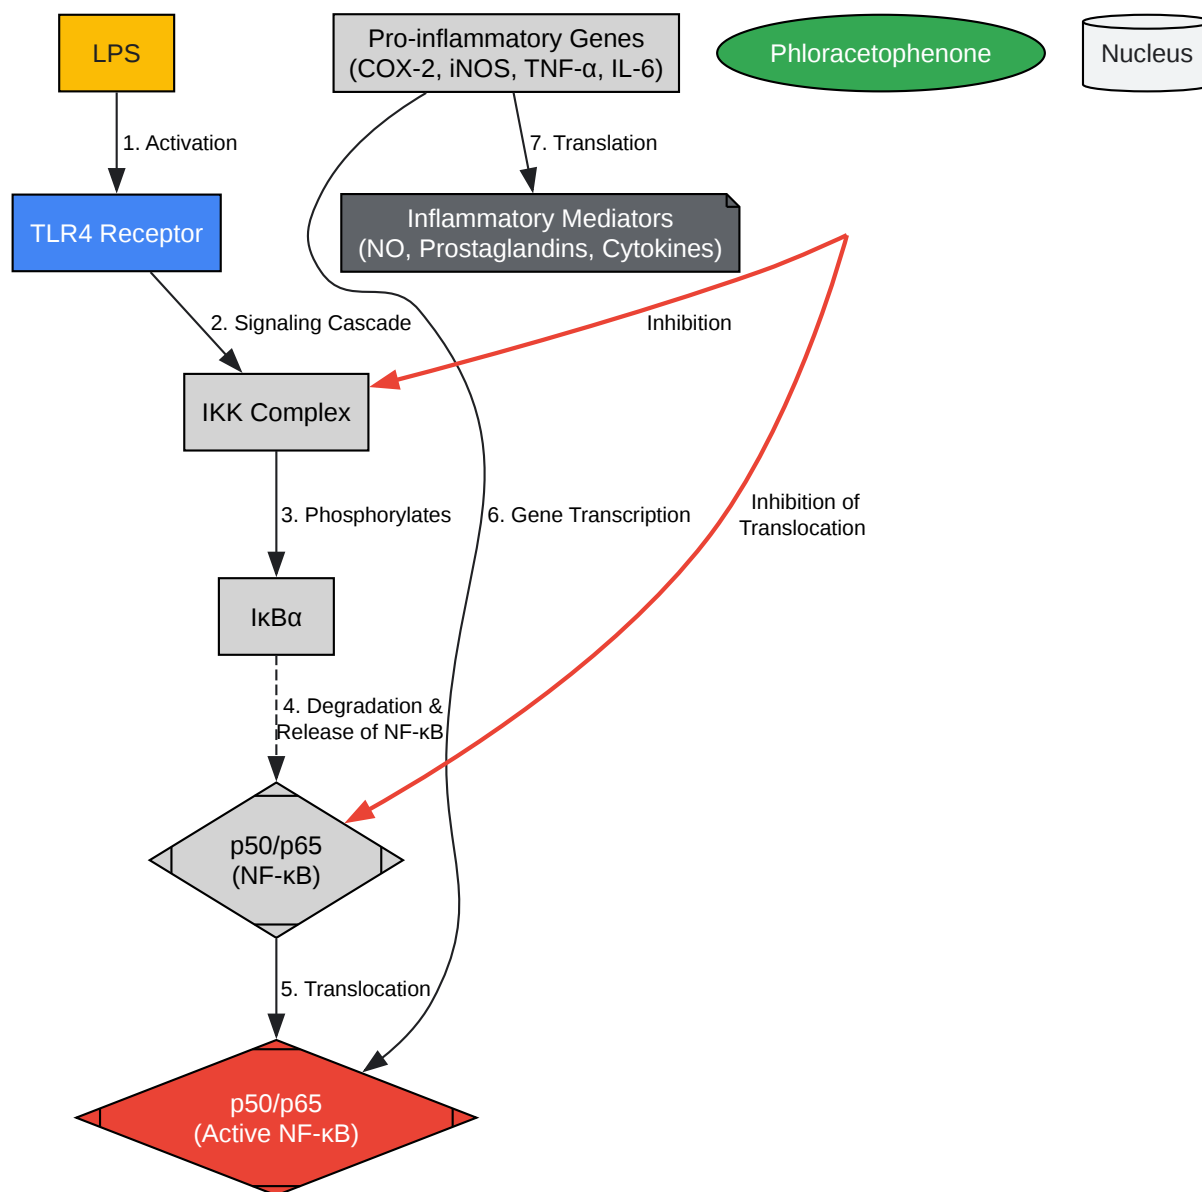 LPS
Pro-inflammatory Genes
(COX-2, iNOS, TNF-α, IL-6)
Phloracetophenone
Nucleus
1. Activation
7. Translation
TLR4 Receptor
Inflammatory Mediators
(NO, Prostaglandins, Cytokines)
2. Signaling Cascade
Inhibition
IKK Complex
3. Phosphorylates
6. Gene Transcription
Inhibition of
Translocation
IκBα
4. Degradation &
Release of NF-κB
p50/p65
(NF-κB)
5. Translocation
p50/p65
(Active NF-κB)